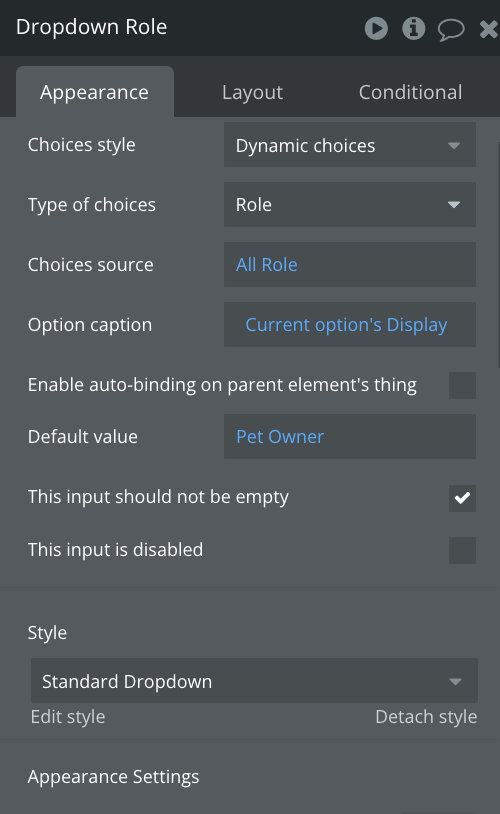 Dropdown Role
Appearance Layout Conditional
Choices style Dynamic choices
Type of choices Role
Choices source All Role
Option caption Current option's Display
Enable auto-binding on parent element's thing
Default value Pet Owner
This input should not be empty
This input is disabled
Style
Standard Dropdown
Edit style Detach style
Appearance Settings